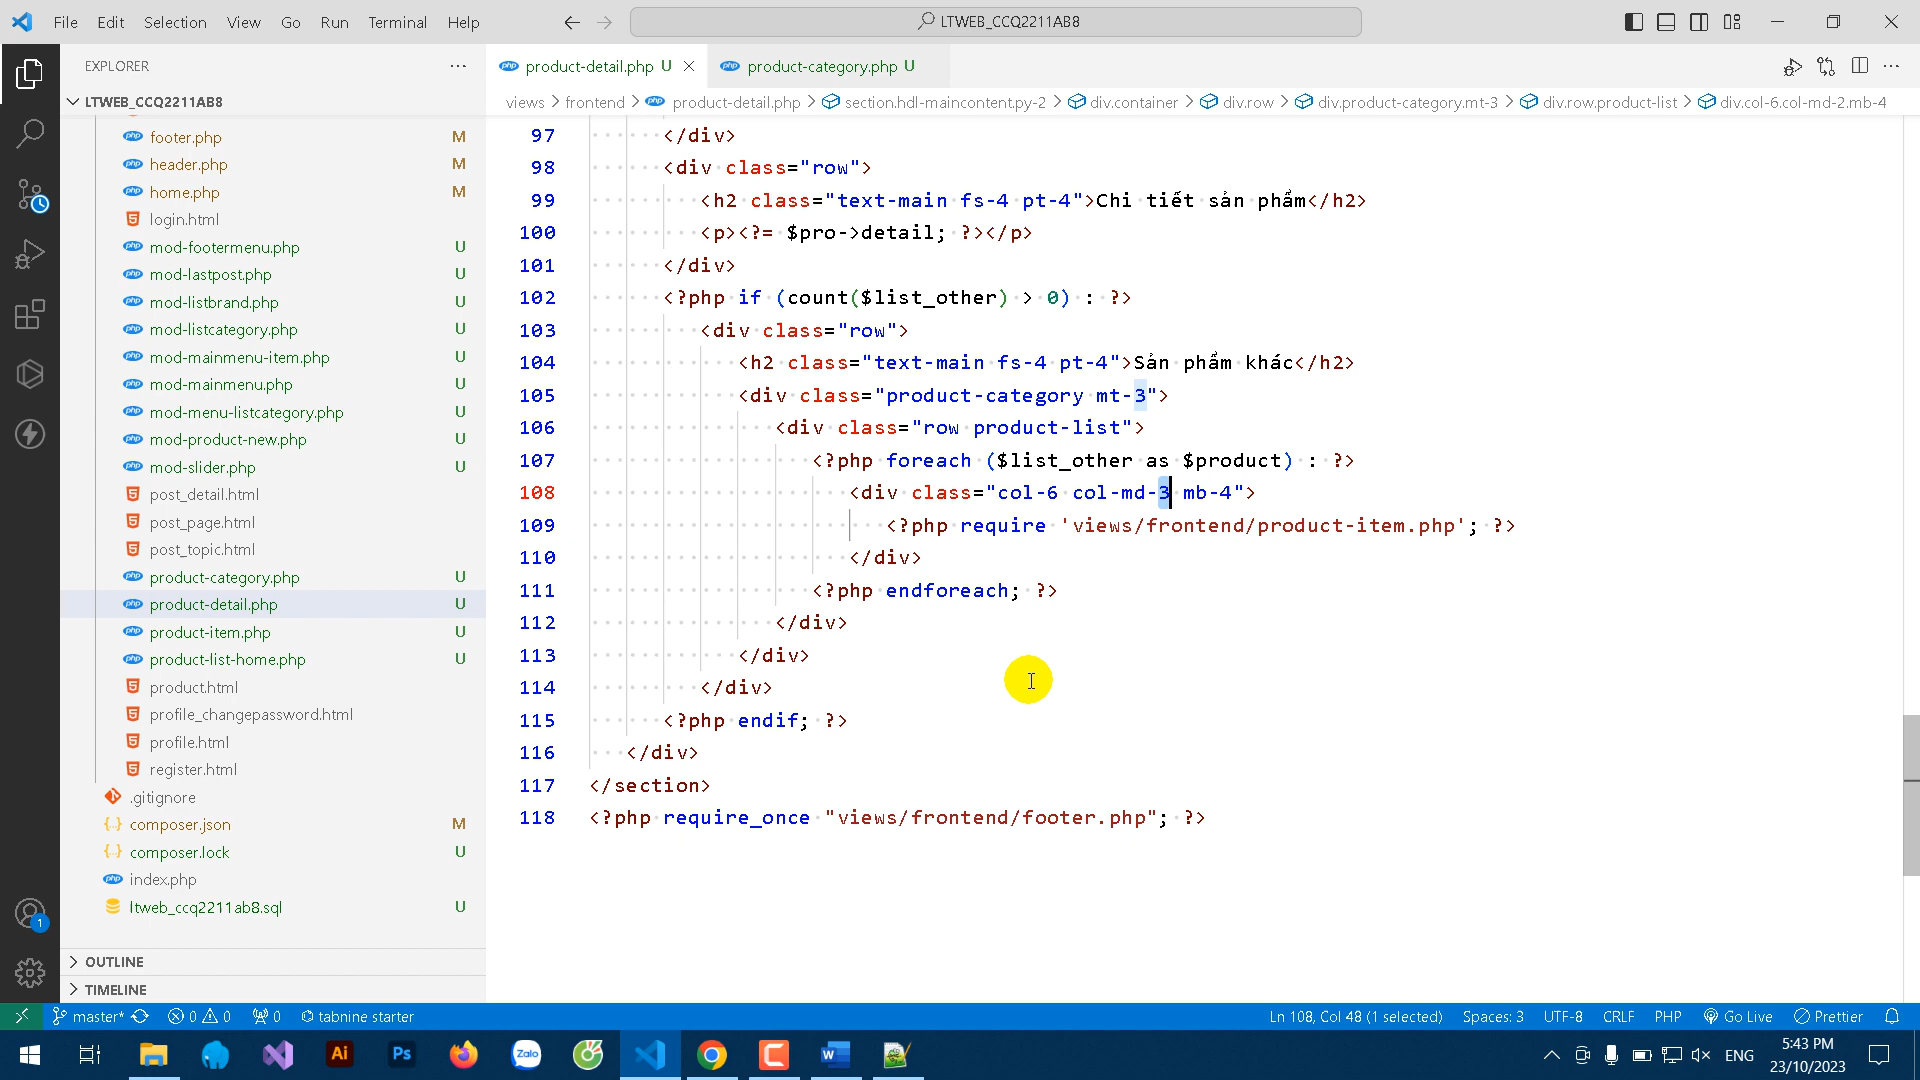 File Edit Selection View Go Run Terminal Help
LTWEB_CCQ2211AB8
EXPLORER
product-detail.php U
product-category.php U
LTWEB_CCQ2211AB8
views > frontend > product-detail.php > section.hdl-maincontent.py-2 > div.container > div.row > div.product-category.mt-3 > div.row.product-list > div.col-6.col-md-2.mb-4
footer.php M
header.php M
home.php M
login.html
mod-footermenu.php U
mod-lastpost.php U
mod-listbrand.php U
mod-listcategory.php U
mod-mainmenu-item.php U
mod-mainmenu.php U
mod-menu-listcategory.php U
mod-product-new.php U
mod-slider.php U
post_detail.html
post_page.html
post_topic.html
product-category.php U
product-detail.php U
product-item.php U
product-list-home.php U
product.html
profile_changepassword.html
profile.html
register.html
.gitignore
composer.json M
composer.lock U
index.php
ltweb_ccq2211ab8.sql U
OUTLINE
TIMELINE
97 </div>
98 <div class="row">
99 <h2 class="text-main fs-4 pt-4">Chi tiết sản phẩm</h2>
100 <p><?= $pro->detail; ?></p>
101 </div>
102 <?php if (count($list_other) > 0) : ?>
103 <div class="row">
104 <h2 class="text-main fs-4 pt-4">Sản phẩm khác</h2>
105 <div class="product-category mt-3">
106 <div class="row product-list">
107 <?php foreach ($list_other as $product) : ?>
108 <div class="col-6 col-md-3 mb-4">
109 <?php require 'views/frontend/product-item.php'; ?>
110 </div>
111 <?php endforeach; ?>
112 </div>
113 </div>
114 </div>
115 <?php endif; ?>
116 </div>
117 </section>
118 <?php require_once "views/frontend/footer.php"; ?>
1
master* 0 0 0 tabnine starter
Ln 108, Col 48 (1 selected) Spaces: 3 UTF-8 CRLF PHP Go Live Prettier
Ai Ps Zalo
ENG
5:43 PM
23/10/2023